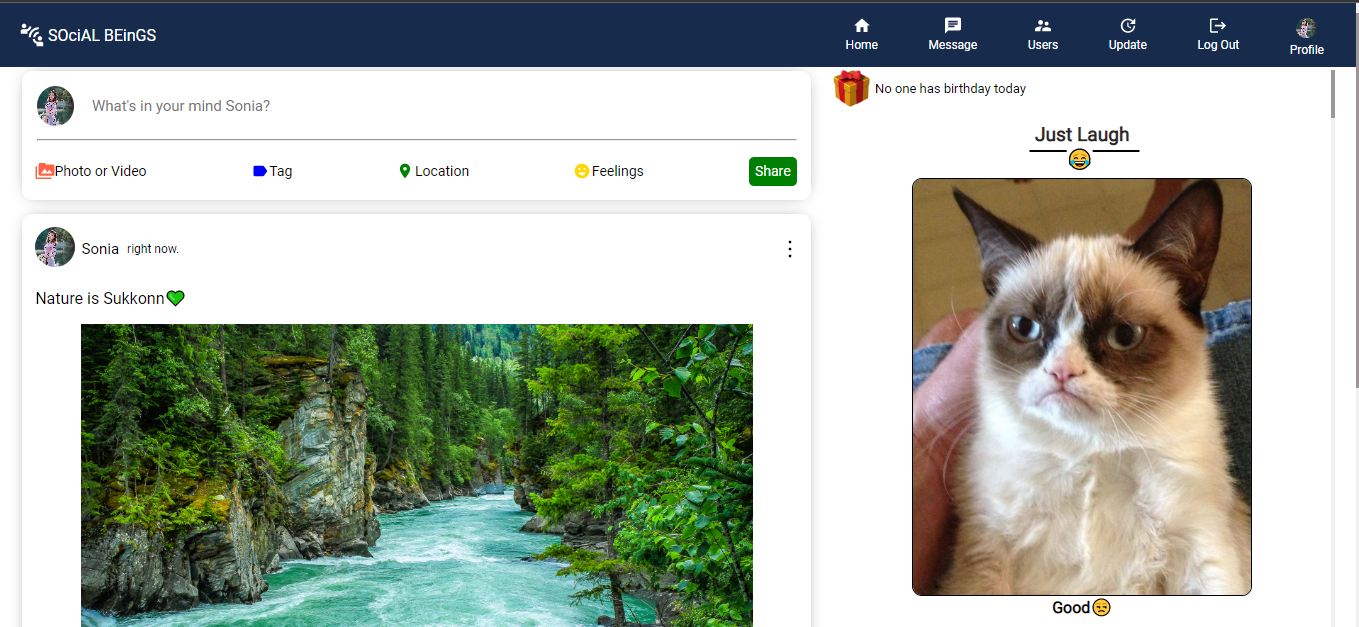 SOciAL BEinGS
Home
Message
Users
Update
Log Out
Profile
What's in your mind Sonia?
Photo or Video
Tag
Location
Feelings
Share
Sonia right now.
Nature is Sukkonn💚
No one has birthday today
Just Laugh
😂
Good😒